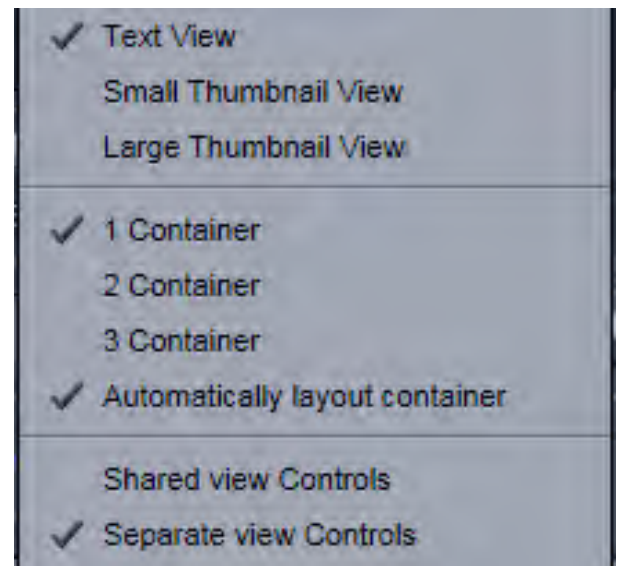 Text View
Small Thumbnail View
Large Thumbnail View
1 Container
2 Container
3 Container
Automatically layout container
Shared view Controls
Separate view Controls